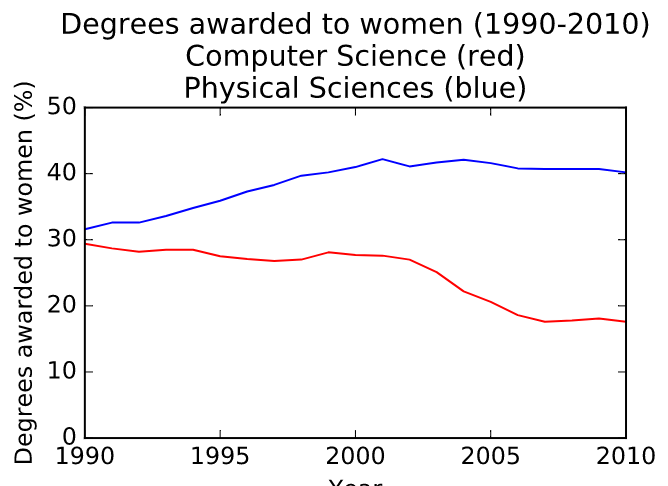 Degrees awarded to women (1990-2010)
Computer Science (red)
Physical Sciences (blue)
Degrees awarded to women (%)
50
40
30
20
10
0
1990 1995 2000 2005 2010
Year